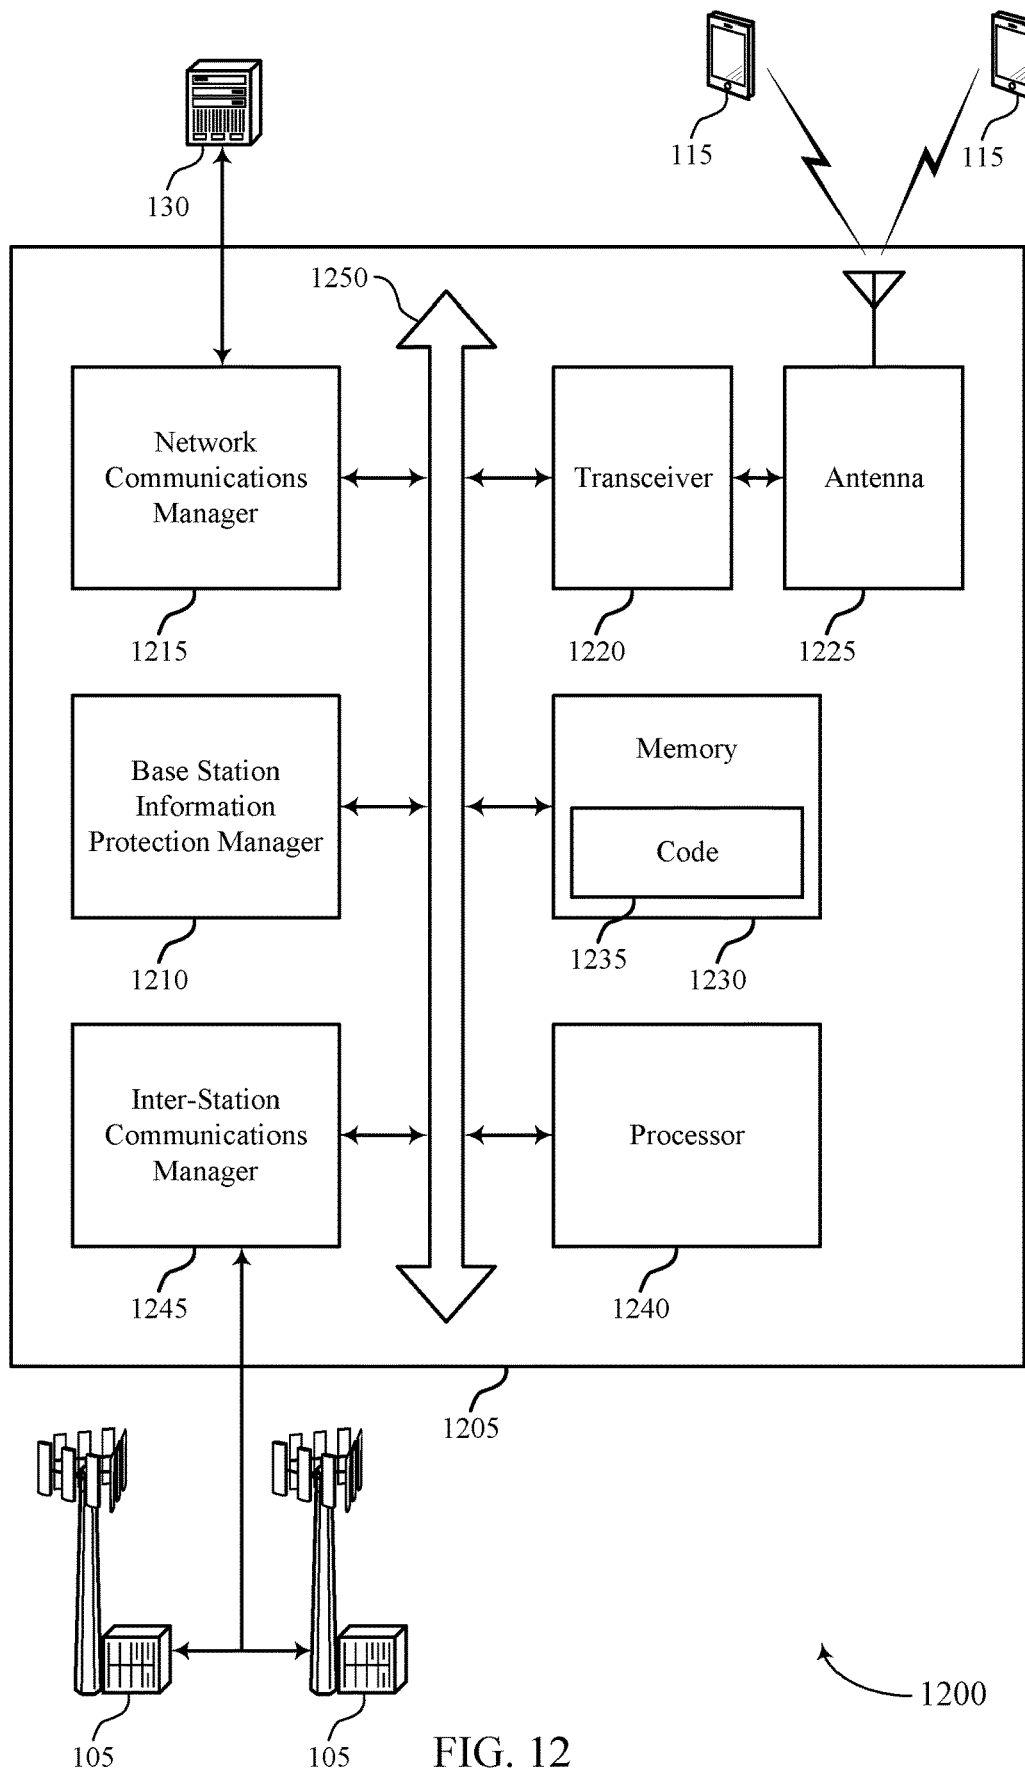 115
115
130
1250
Network
Communications
Manager
Transceiver
Antenna
1215
1220
1225
Base Station
Information
Protection Manager
Memory
Code
1210
1235
1230
Inter-Station
Communications
Manager
Processor
1245
1240
1205
105
105
1200
FIG. 12